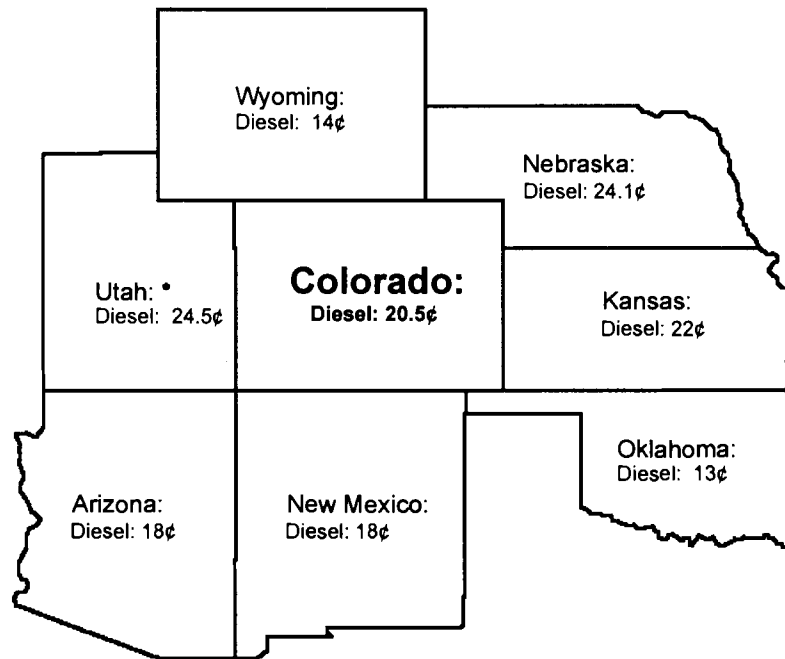 Wyoming:
Diesel: 14¢
Nebraska:
Diesel: 24.1¢
Utah: *
Diesel: 24.5¢
Colorado:
Diesel: 20.5¢
Kansas:
Diesel: 22¢
Arizona:
Diesel: 18¢
New Mexico:
Diesel: 18¢
Oklahoma:
Diesel: 13¢